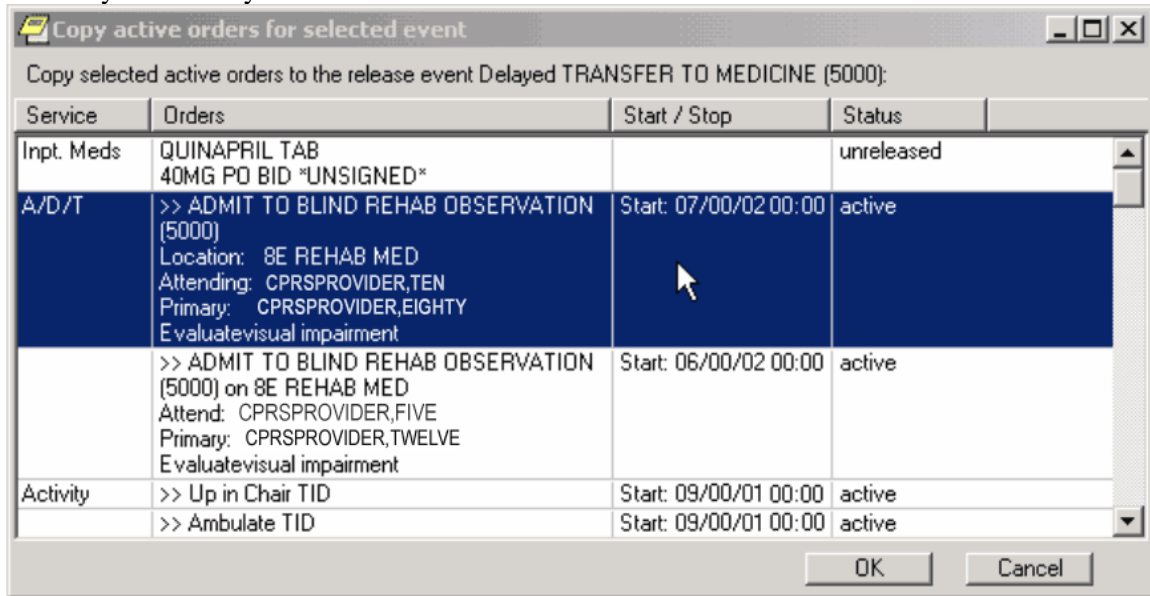 Copy active orders for selected event
Copy selected active orders to the release event Delayed TRANSFER TO MEDICINE (5000):
Service Orders Start / Stop Status
Inpt. Meds QUINAPRIL TAB unreleased
40MG PO BID *UNSIGNED*
A/D/T >> ADMIT TO BLIND REHAB OBSERVATION Start: 07/00/02 00:00 active
(5000)
Location: 8E REHAB MED
Attending: CPRSPROVIDER,TEN
Primary: CPRSPROVIDER,EIGHTY
Evaluatevisual impairment
>> ADMIT TO BLIND REHAB OBSERVATION Start: 06/00/02 00:00 active
(5000) on 8E REHAB MED
Attend: CPRSPROVIDER,FIVE
Primary: CPRSPROVIDER,TWELVE
Evaluatevisual impairment
Activity >> Up in Chair TID Start: 09/00/01 00:00 active
>> Ambulate TID Start: 09/00/01 00:00 active
OK Cancel